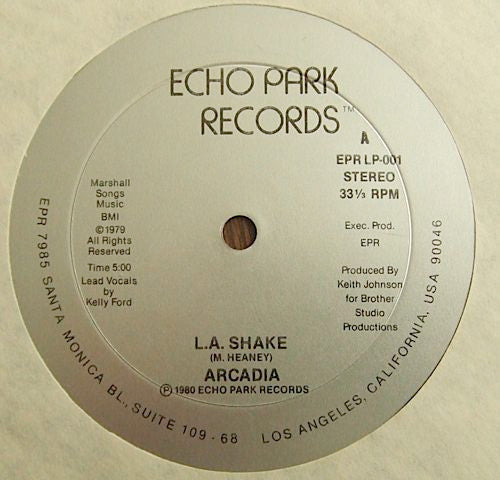 ECHO PARK
RECORDS™
A
EPR LP-001
STEREO
33⅓ RPM
Marshall
Songs
Music
BMI
©1979
All Rights
Reserved
Time 5:00
Lead Vocals
by
Kelly Ford
Exec. Prod.
EPR
Produced By
Keith Johnson
for Brother
Studio
Productions
L.A. SHAKE
(M. HEANEY)
ARCADIA
℗ 1980 ECHO PARK RECORDS
EPR 7985 SANTA MONICA BL., SUITE 109 - 68 LOS ANGELES, CALIFORNIA, USA 90046